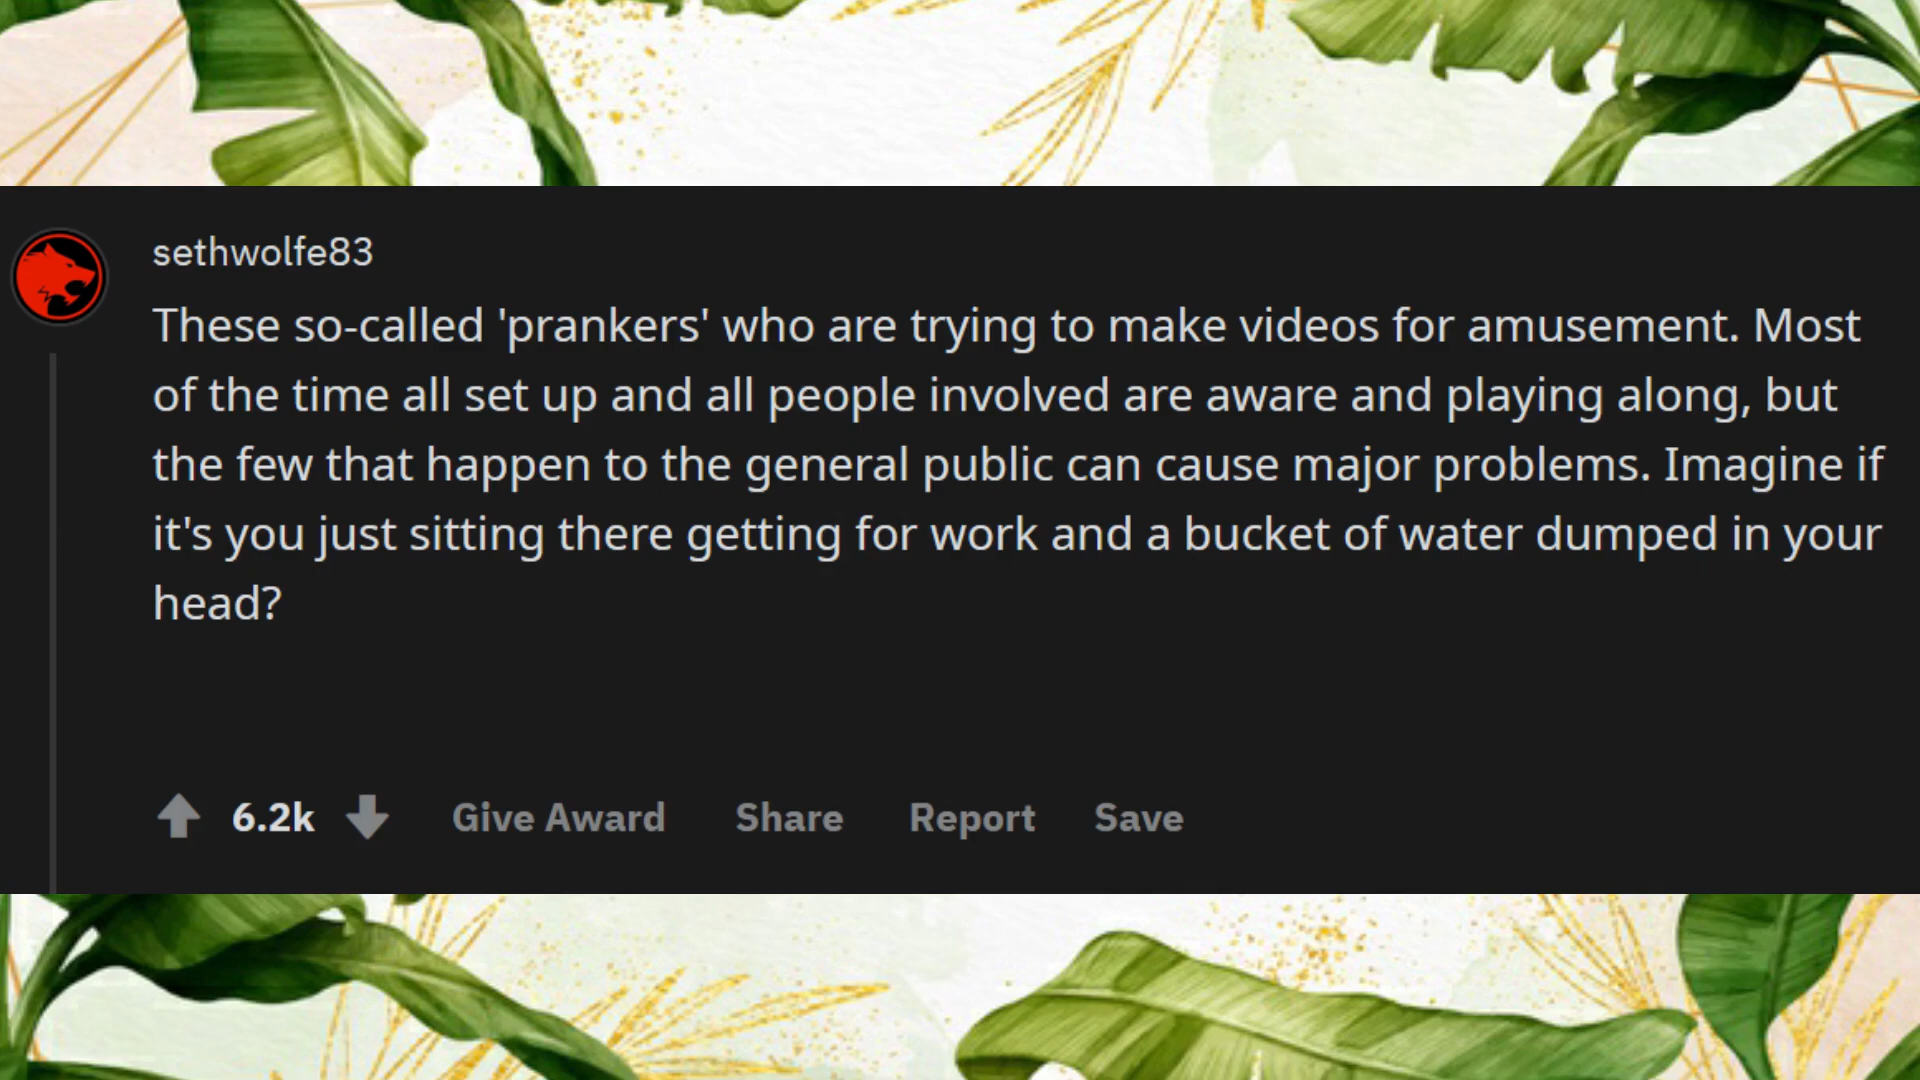 sethwolfe83
These so-called 'prankers' who are trying to make videos for amusement. Most
of the time all set up and all people involved are aware and playing along, but
the few that happen to the general public can cause major problems. Imagine if
it's you just sitting there getting for work and a bucket of water dumped in your
head?
6.2k Give Award Share Report Save